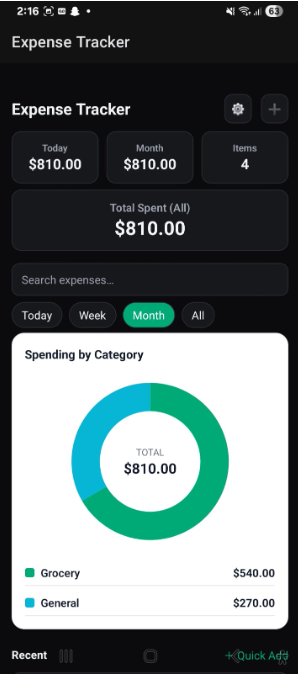 2:16
63
Expense Tracker
Expense Tracker
Today Month Items
$810.00 $810.00 4
Total Spent (All)
$810.00
Search expenses...
Today Week Month All
Spending by Category
TOTAL
$810.00
Grocery $540.00
General $270.00
Recent + Quick Add